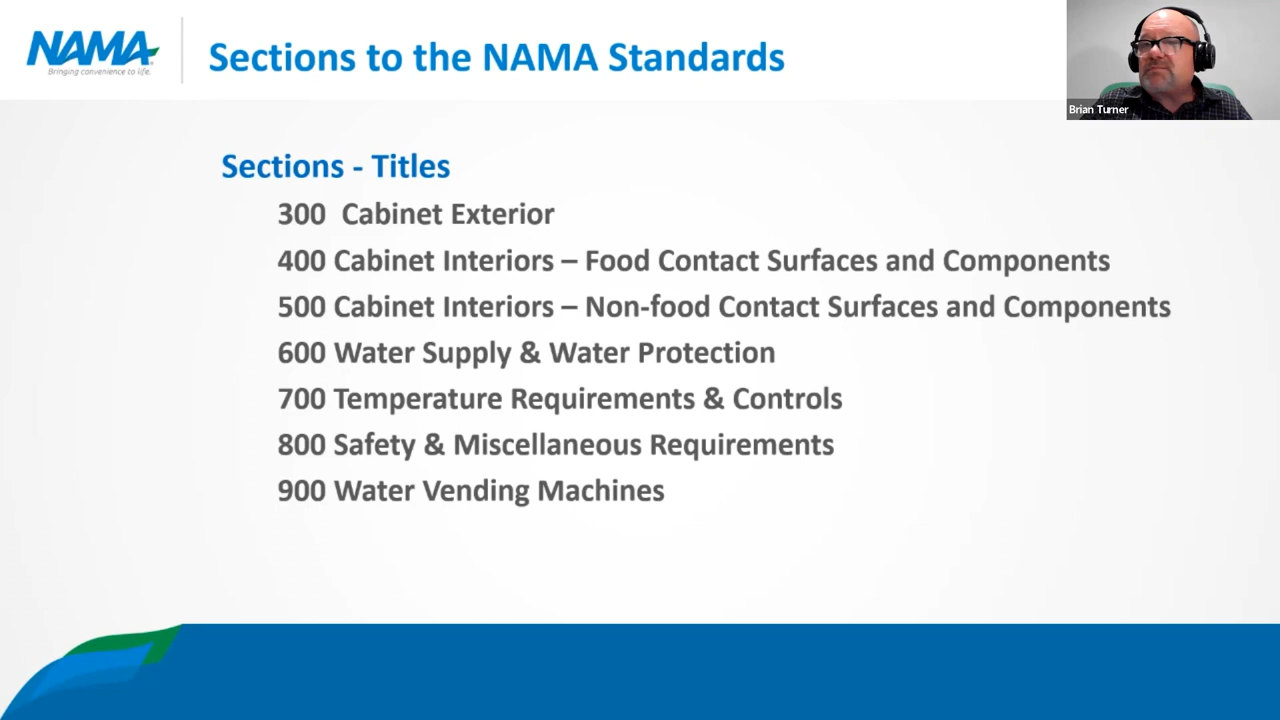 NAMA
Bringing convenience to life.
Sections to the NAMA Standards
Brian Turner
Sections - Titles
300 Cabinet Exterior
400 Cabinet Interiors – Food Contact Surfaces and Components
500 Cabinet Interiors – Non-food Contact Surfaces and Components
600 Water Supply & Water Protection
700 Temperature Requirements & Controls
800 Safety & Miscellaneous Requirements
900 Water Vending Machines